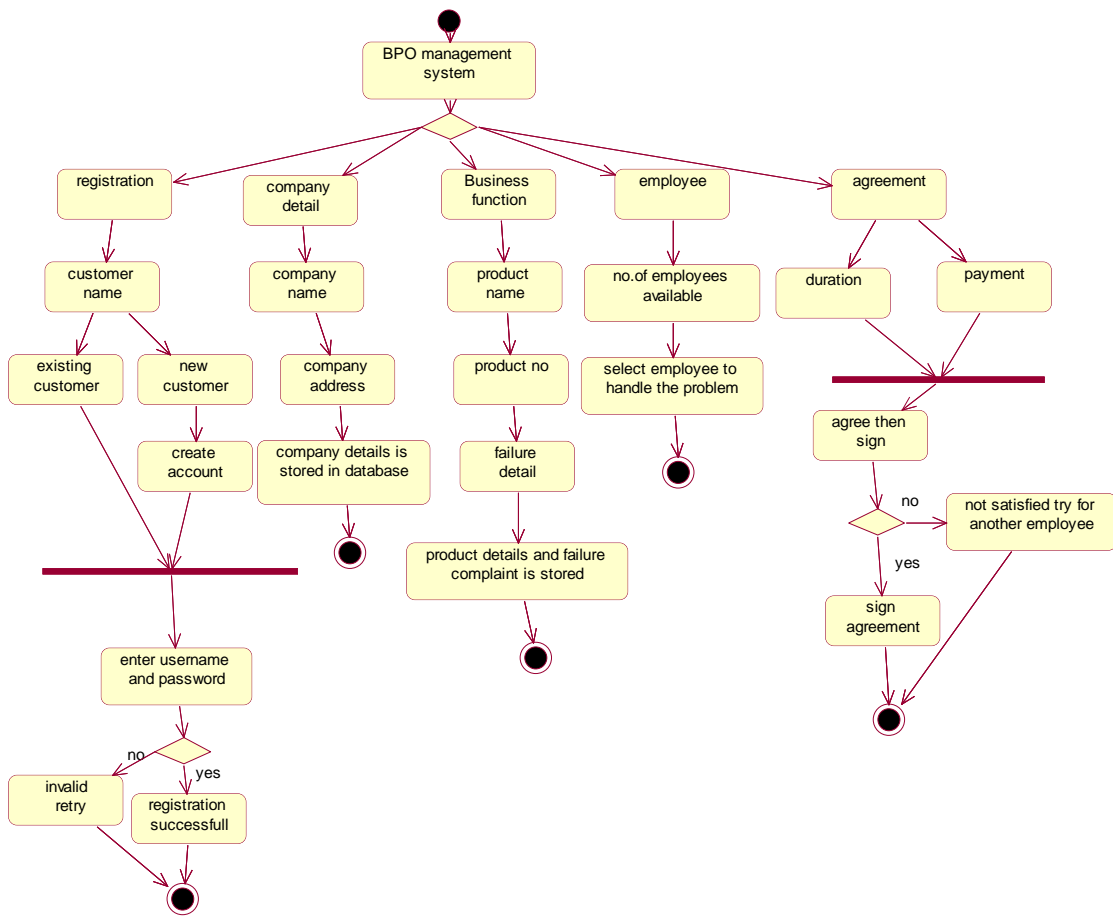 BPO management
system
registration
company
detail
Business
function
employee
agreement
customer
name
company
name
product
name
no.of employees
available
duration
payment
existing
customer
new
customer
company
address
product no
select employee to
handle the problem
create
account
company details is
stored in database
failure
detail
agree then
sign
no
not satisfied try for
another employee
yes
product details and failure
complaint is stored
sign
agreement
enter username
and password
no
yes
invalid
retry
registration
successfull